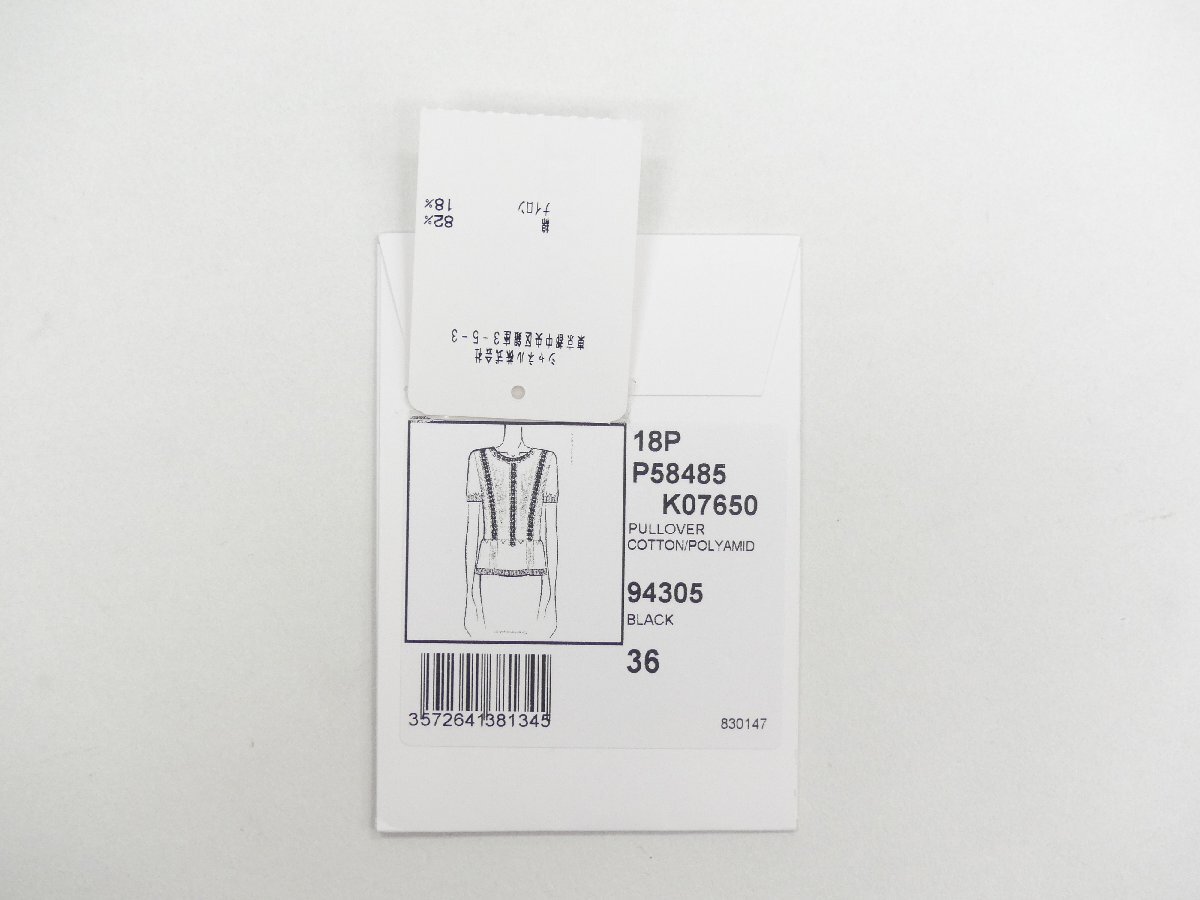 綿 82%
ナイロン 18%
シャネル株式会社
東京都中央区銀座3-5-3
18P
P58485
K07650
PULLOVER
COTTON/POLYAMID
94305
BLACK
36
3572641381345
830147